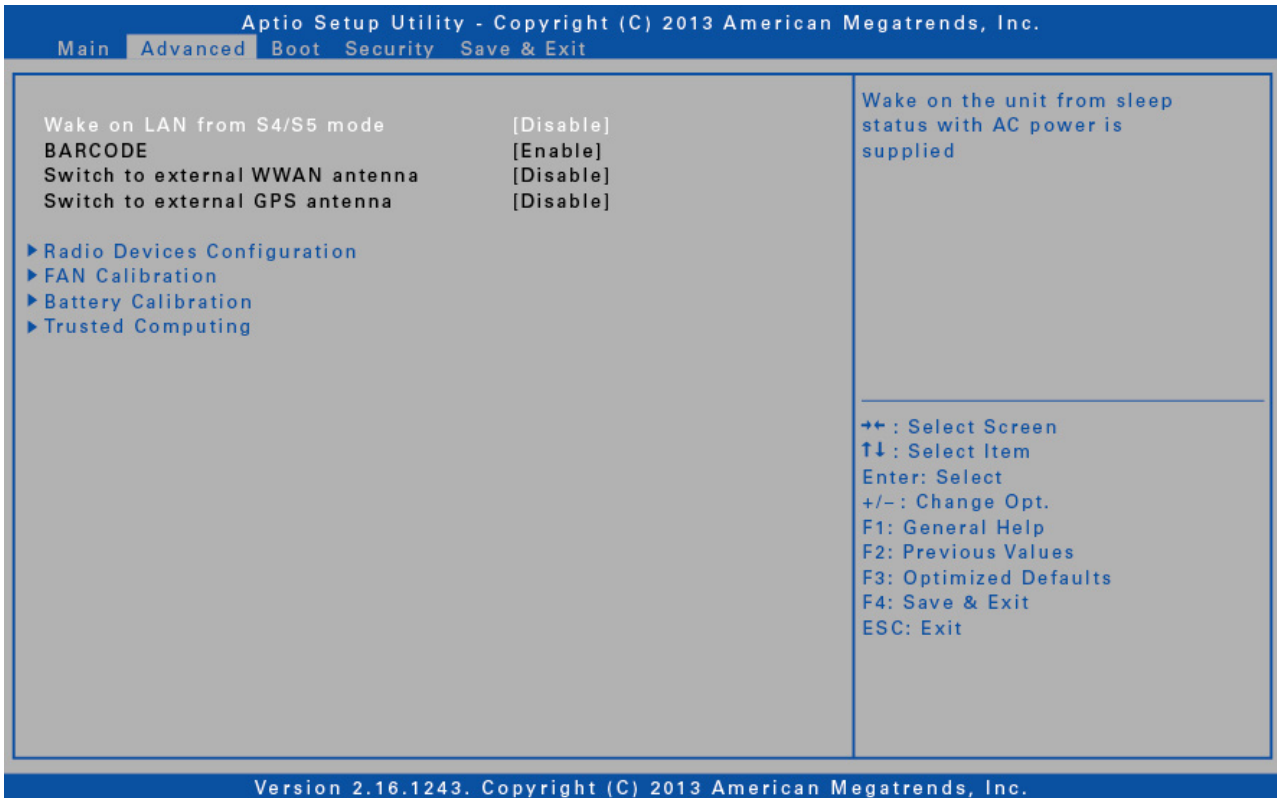 Aptio Setup Utility - Copyright (C) 2013 American Megatrends, Inc.
Main Advanced Boot Security Save & Exit
Wake on LAN from S4/S5 mode [Disable]
BARCODE [Enable]
Switch to external WWAN antenna [Disable]
Switch to external GPS antenna [Disable]
▶ Radio Devices Configuration
▶ FAN Calibration
▶ Battery Calibration
▶ Trusted Computing
Wake on the unit from sleep
status with AC power is
supplied
→← : Select Screen
↑↓ : Select Item
Enter: Select
+/– : Change Opt.
F1: General Help
F2: Previous Values
F3: Optimized Defaults
F4: Save & Exit
ESC: Exit
Version 2.16.1243. Copyright (C) 2013 American Megatrends, Inc.